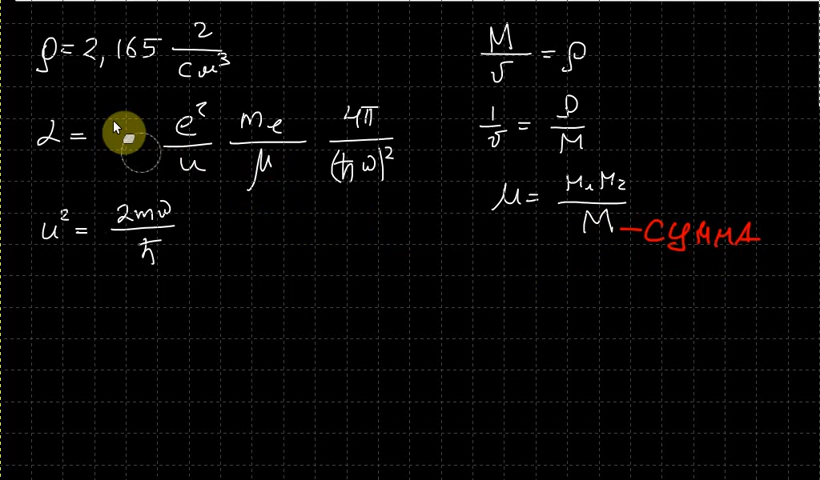 ρ = 2,165 г/см³
α = e²/u mₑ/μ 4π/(ħω)²
u² = 2mω/ħ
M/v = ρ
1/v = ρ/M
μ = M₁M₂/M — СУММА